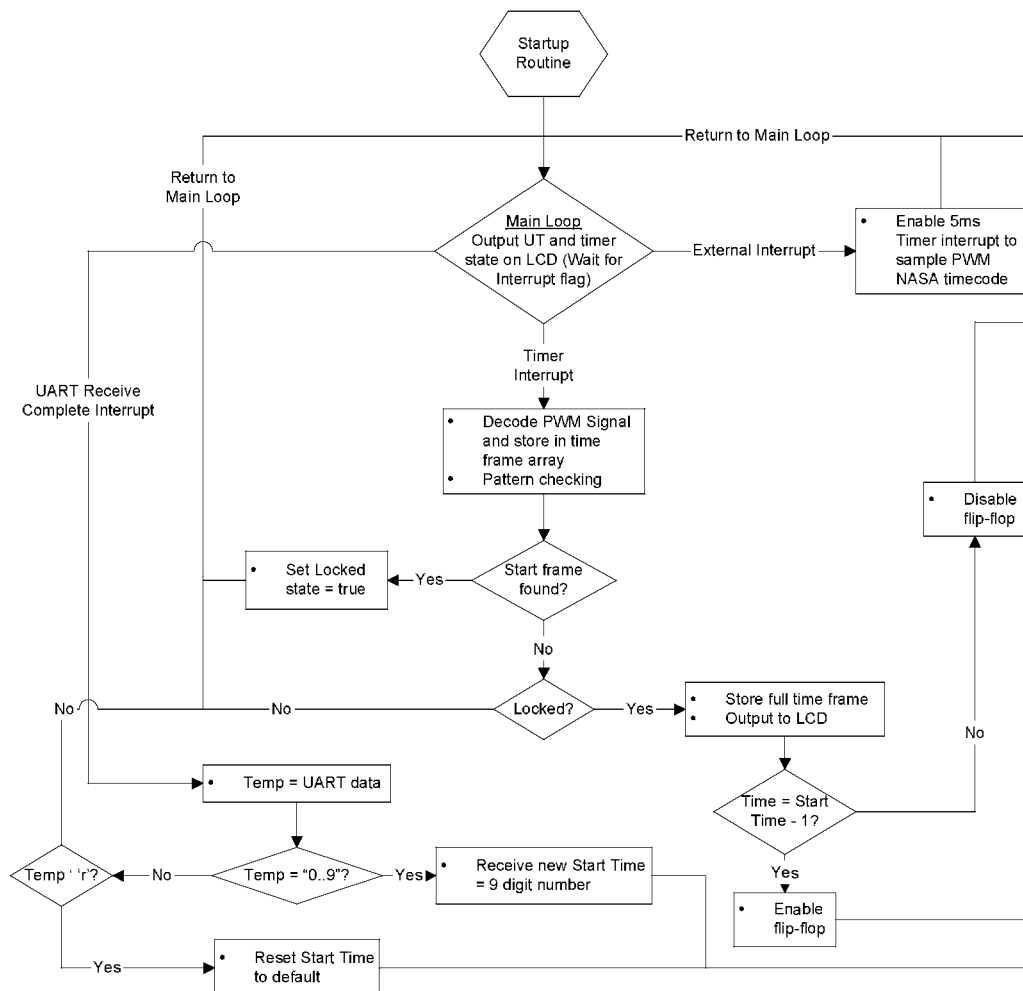 Startup
Routine
Return to Main Loop
Return to
Main Loop
Main Loop
Output UT and timer
state on LCD (Wait for
Interrupt flag)
External Interrupt
• Enable 5ms
Timer interrupt to
sample PWM
NASA timecode
Timer
Interrupt
UART Receive
Complete Interrupt
• Decode PWM Signal
and store in time
frame array
• Pattern checking
• Disable
flip-flop
• Set Locked
state = true
Yes
Start frame
found?
No
No
No
Locked?
Yes
• Store full time frame
• Output to LCD
No
• Temp = UART data
Time = Start
Time - 1?
Temp ‘ ‘r’?
No
Temp = “0..9”?
Yes
• Receive new Start Time
= 9 digit number
Yes
• Enable
flip-flop
Yes
• Reset Start Time
to default